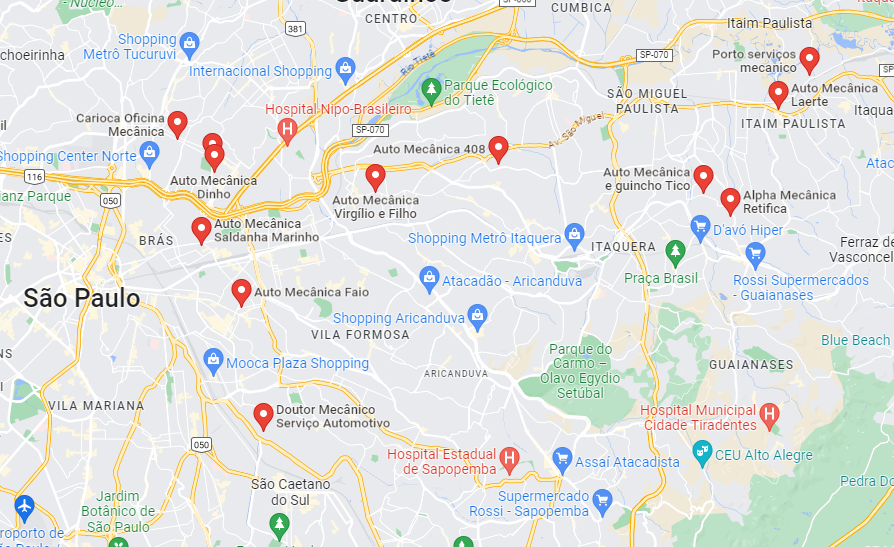 Núcleo...
CENTRO
CUMBICA
choeirinha
Shopping
Metrô Tucuruvi
381
Internacional Shopping
Rio Tietê
SP-070
Itaim Paulista
Porto serviços
mecanico
Parque Ecológico
do Tietê
SÃO MIGUEL
PAULISTA
Auto Mecânica
Laerte
ITAIM PAULISTA
Itaqua
Hospital Nipo-Brasileiro
Carioca Oficina
Mecânica
SP-070
Av. São Miguel
Auto Mecânica 408
Shopping Center Norte
116
Auto Mecânica
Dinho
Auto Mecânica
Virgílio e Filho
Auto Mecânica
e guincho Tico
Alpha Mecânica
Retifica
anz Parque
050
Auto Mecânica
Saldanha Marinho
BRÁS
Shopping Metrô Itaquera
ITAQUERA
D'avó Hiper
Ferraz de
Vasconcel
Praça Brasil
Rossi Supermercados
- Guaianases
Atacadão - Aricanduva
São Paulo
Auto Mecânica Faio
Shopping Aricanduva
VILA FORMOSA
Blue Beach
Parque do
Carmo –
Olavo Egydio
Setúbal
Mooca Plaza Shopping
ARICANDUVA
GUAIANASES
VILA MARIANA
Doutor Mecânico
Serviço Automotivo
Hospital Municipal
Cidade Tiradentes
050
Hospital Estadual
de Sapopemba
Assaí Atacadista
CEU Alto Alegre
São Caetano
do Sul
Supermercado
Rossi - Sapopemba
Pedra Do
Jardim
Botânico de
São Paulo
roporto de